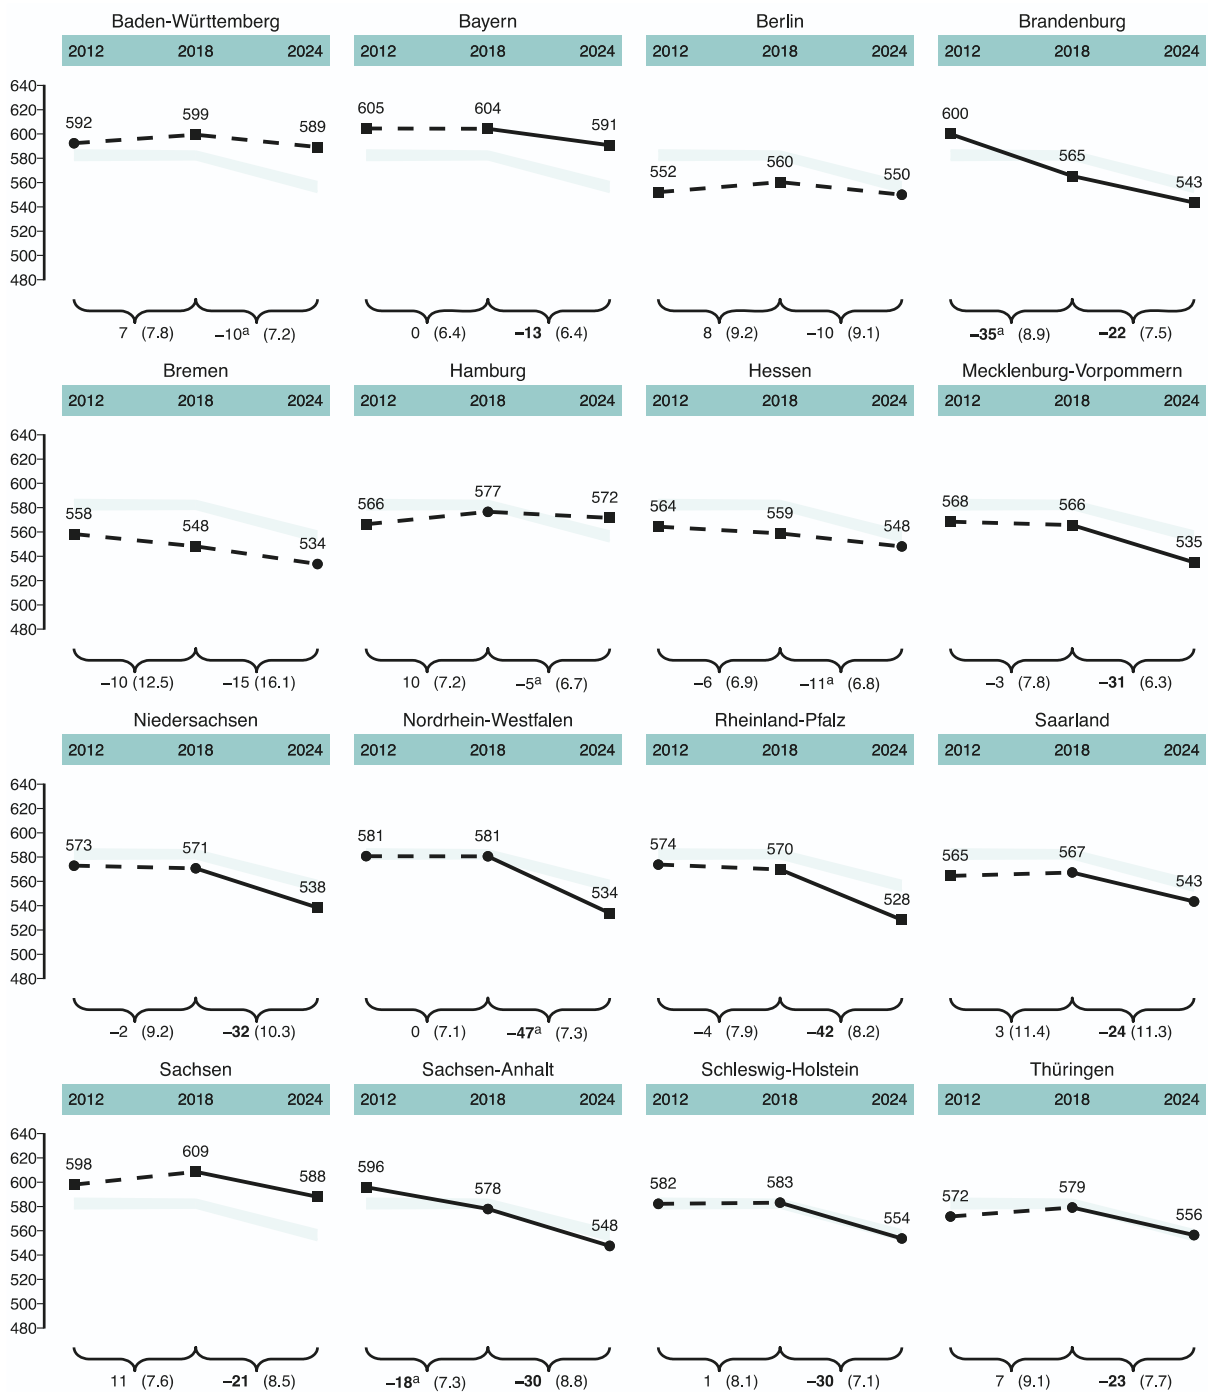 Baden-Württemberg Bayern Berlin Brandenburg
2012 2018 2024 2012 2018 2024 2012 2018 2024 2012 2018 2024
640
620
600
580
560
540
520
500
480
592 599 589 605 604 591 552 560 550 600 565 543
7 (7.8) –10ᵃ (7.2) 0 (6.4) –13 (6.4) 8 (9.2) –10 (9.1) –35ᵃ (8.9) –22 (7.5)
Bremen Hamburg Hessen Mecklenburg-Vorpommern
2012 2018 2024 2012 2018 2024 2012 2018 2024 2012 2018 2024
640
620
600
580
560
540
520
500
480
558 548 534 566 577 572 564 559 548 568 566 535
–10 (12.5) –15 (16.1) 10 (7.2) –5ᵃ (6.7) –6 (6.9) –11ᵃ (6.8) –3 (7.8) –31 (6.3)
Niedersachsen Nordrhein-Westfalen Rheinland-Pfalz Saarland
2012 2018 2024 2012 2018 2024 2012 2018 2024 2012 2018 2024
640
620
600
580
560
540
520
500
480
573 571 538 581 581 534 574 570 528 565 567 543
–2 (9.2) –32 (10.3) 0 (7.1) –47ᵃ (7.3) –4 (7.9) –42 (8.2) 3 (11.4) –24 (11.3)
Sachsen Sachsen-Anhalt Schleswig-Holstein Thüringen
2012 2018 2024 2012 2018 2024 2012 2018 2024 2012 2018 2024
640
620
600
580
560
540
520
500
480
598 609 588 596 578 548 582 583 554 572 579 556
11 (7.6) –21 (8.5) –18ᵃ (7.3) –30 (8.8) 1 (8.1) –30 (7.1) 7 (9.1) –23 (7.7)